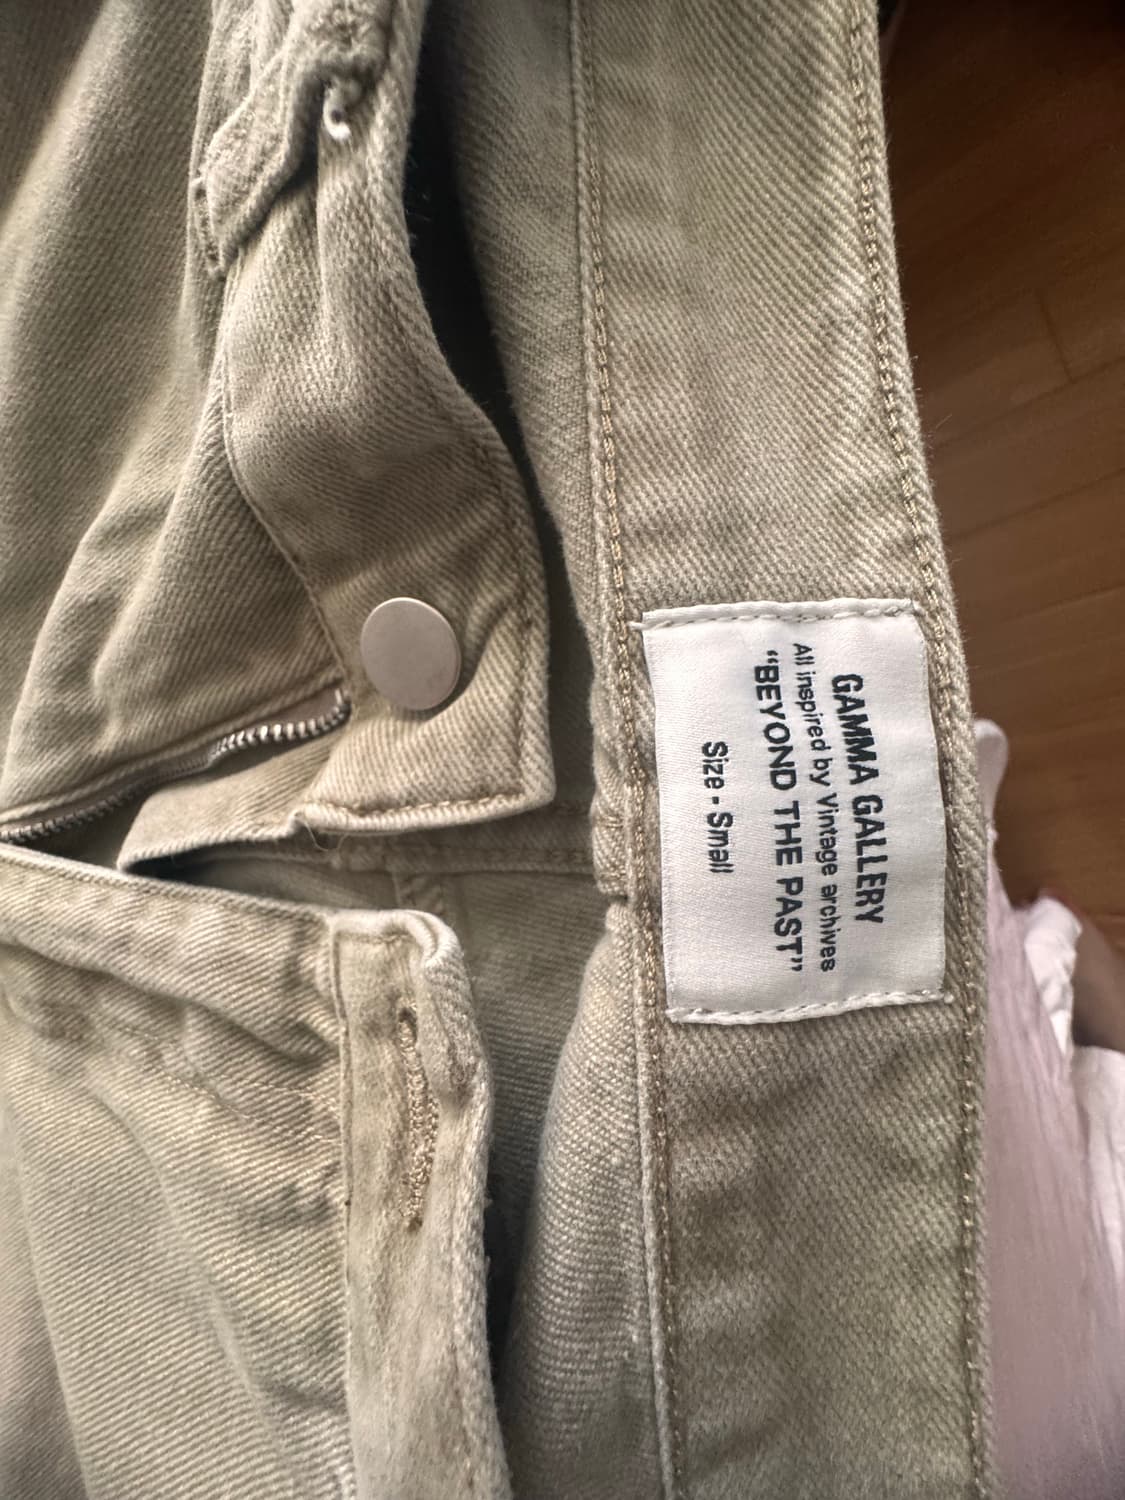 GAMMA GALLERY
All inspired by Vintage archives
“BEYOND THE PAST”
Size - Small